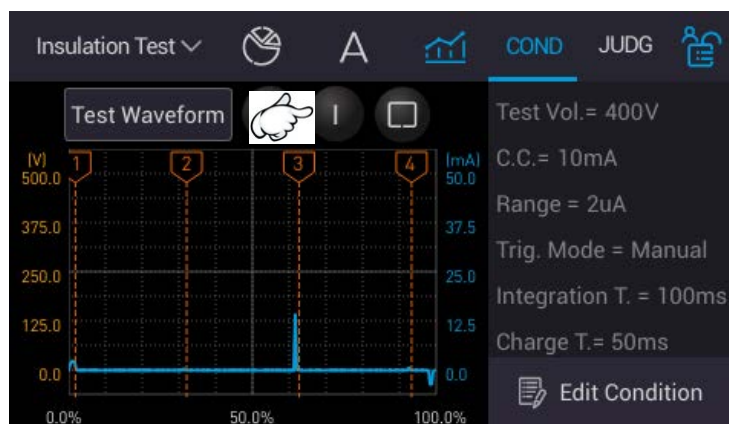 Insulation Test
A
COND
JUDG
Test Waveform
I
Test Vol.= 400V
C.C.= 10mA
Range = 2uA
Trig. Mode = Manual
Integration T. = 100ms
Charge T.= 50ms
Edit Condition
(V)
500.0
375.0
250.0
125.0
0.0
1
2
3
4
(mA)
50.0
37.5
25.0
12.5
0.0
0.0%
50.0%
100.0%